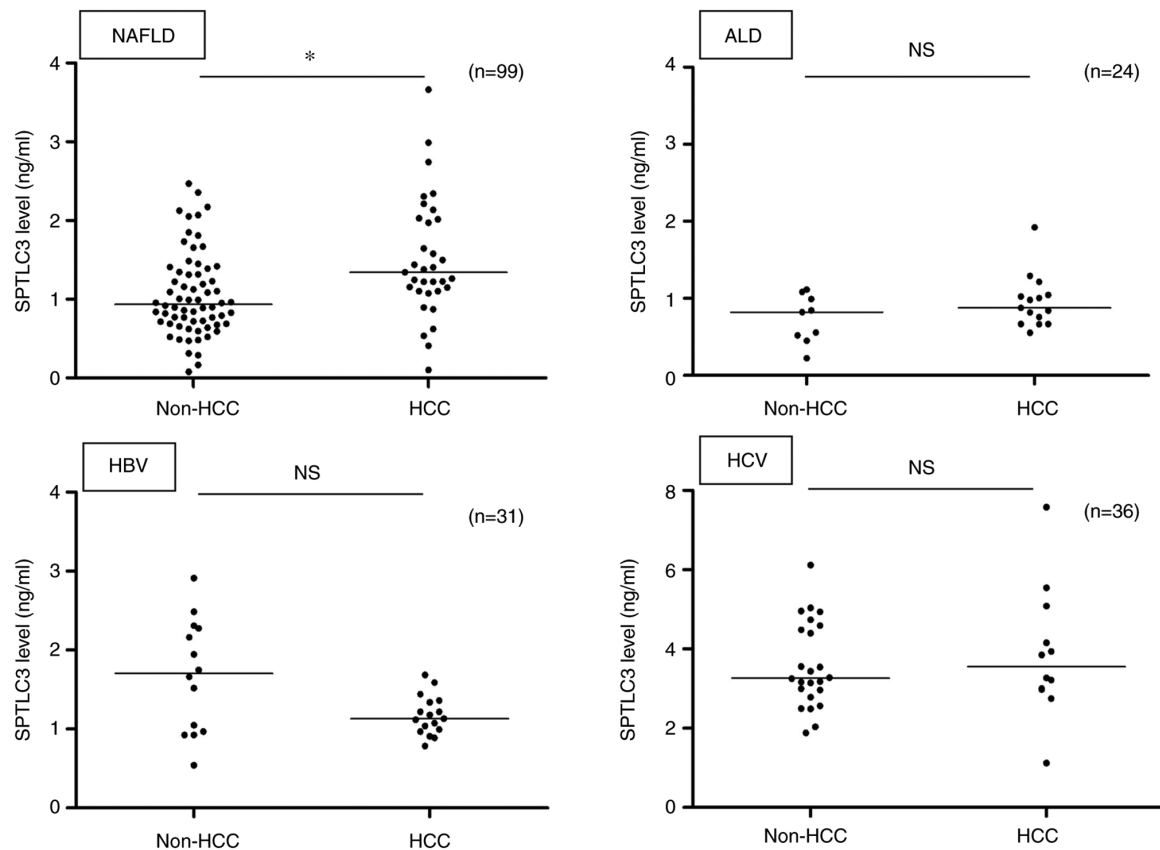 NAFLD
*
(n=99)
SPTLC3 level (ng/ml)
4
3
2
1
0
Non-HCC
HCC
ALD
NS
(n=24)
SPTLC3 level (ng/ml)
4
3
2
1
0
Non-HCC
HCC
HBV
NS
(n=31)
SPTLC3 level (ng/ml)
4
3
2
1
0
Non-HCC
HCC
HCV
NS
(n=36)
SPTLC3 level (ng/ml)
8
6
4
2
0
Non-HCC
HCC